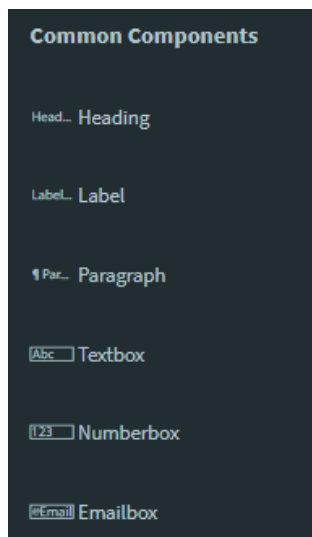 Common Components
Head... Heading
Label... Label
¶ Par... Paragraph
Abc Textbox
123 Numberbox
@Email Emailbox